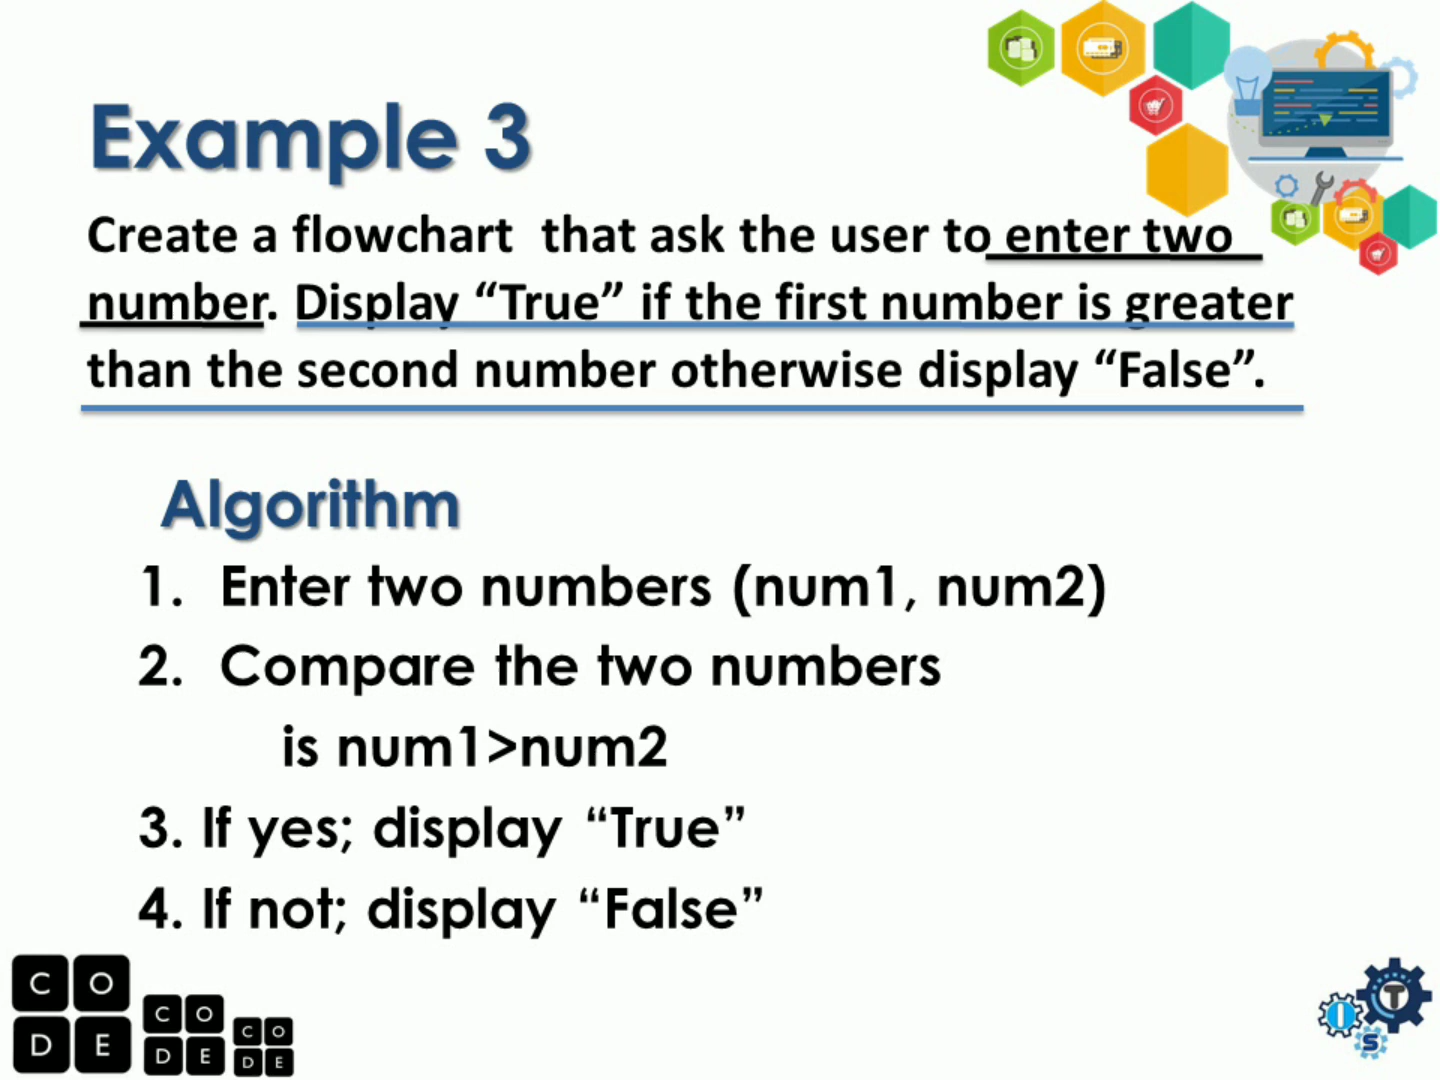 Example 3
Create a flowchart that ask the user to enter two
number. Display “True” if the first number is greater
than the second number otherwise display “False”.
Algorithm
1. Enter two numbers (num1, num2)
2. Compare the two numbers
is num1>num2
3. If yes; display “True”
4. If not; display “False”
C O
D E
C O
D E
C O
D E
I T
S